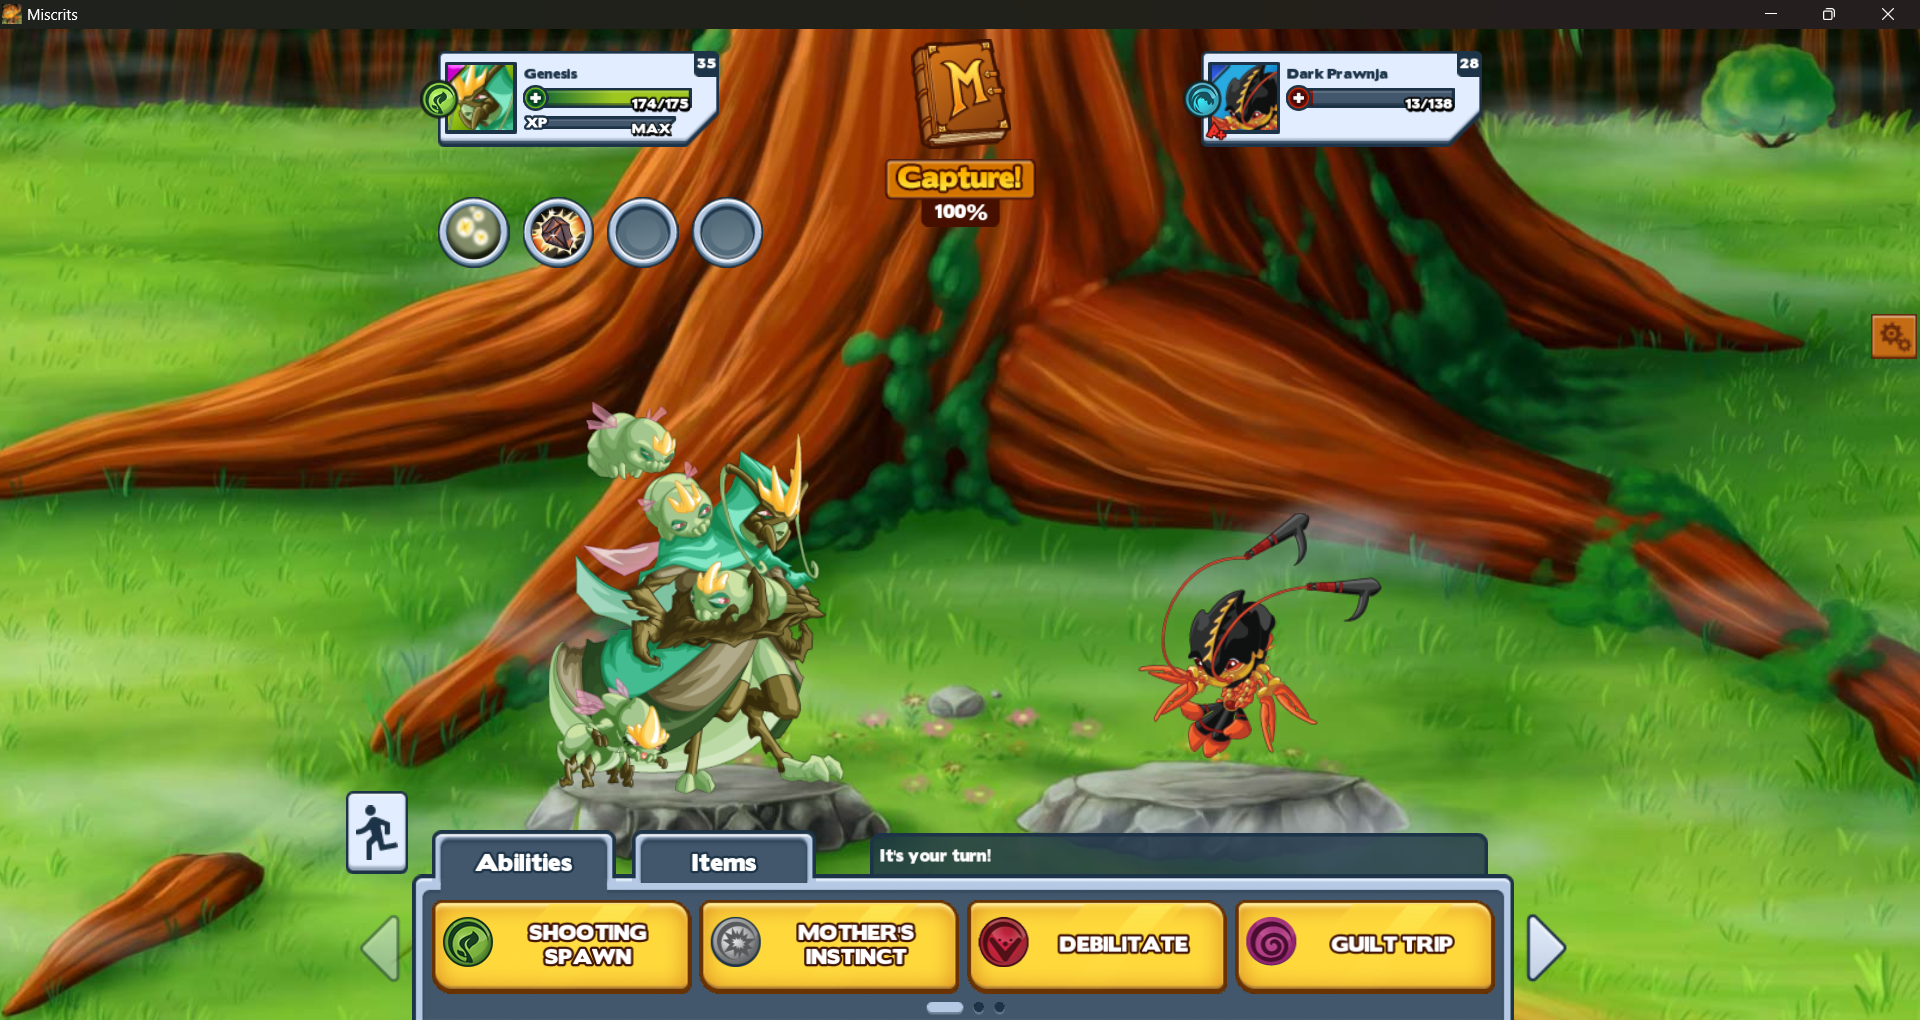 Miscrits
Genesis
35
174/175
XP
MAX
M
Capture!
100%
Dark Prawnja
28
13/138
A+
Abilities
Items
It's your turn!
SHOOTING
SPAWN
MOTHER'S
INSTINCT
DEBILITATE
GUILT TRIP